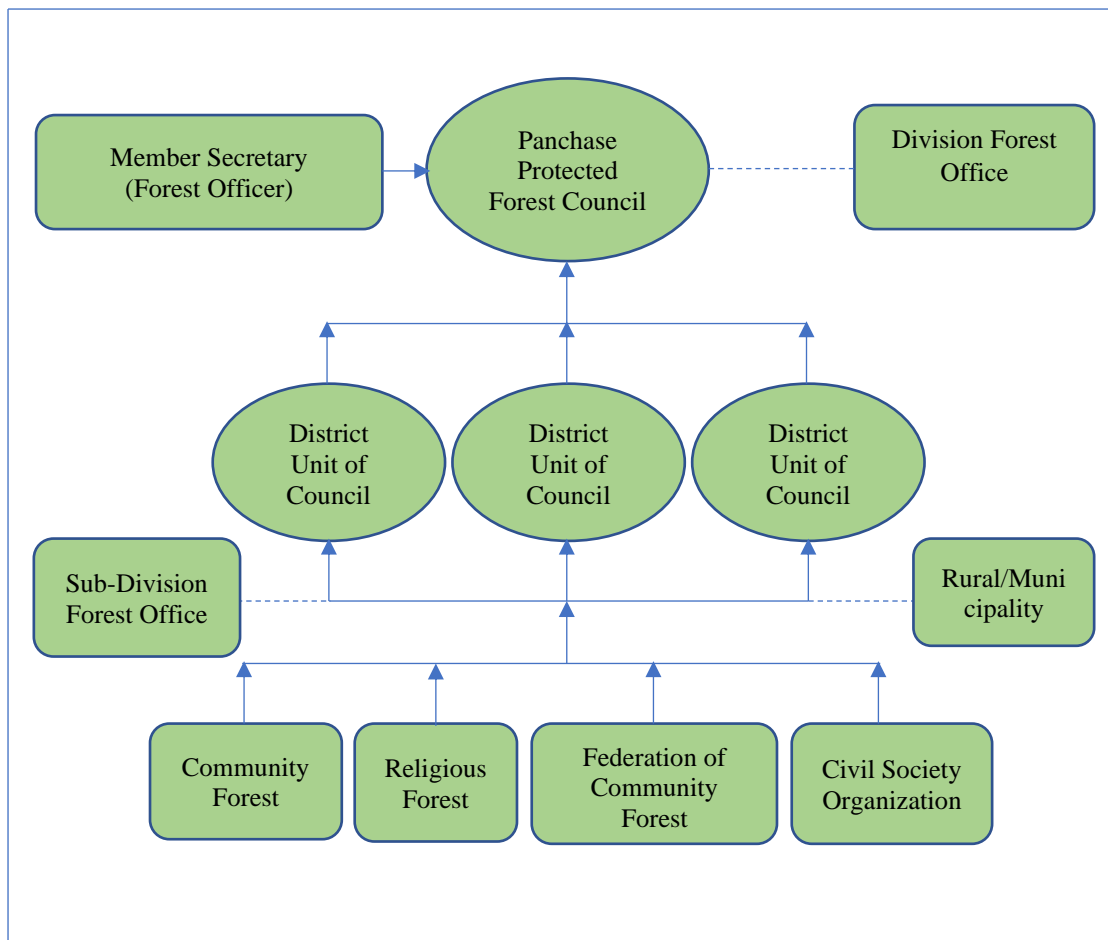 Member Secretary
(Forest Officer)
Panchase
Protected
Forest Council
Division Forest
Office
District
Unit of
Council
District
Unit of
Council
District
Unit of
Council
Sub-Division
Forest Office
Rural/Muni
cipality
Community
Forest
Religious
Forest
Federation of
Community
Forest
Civil Society
Organization